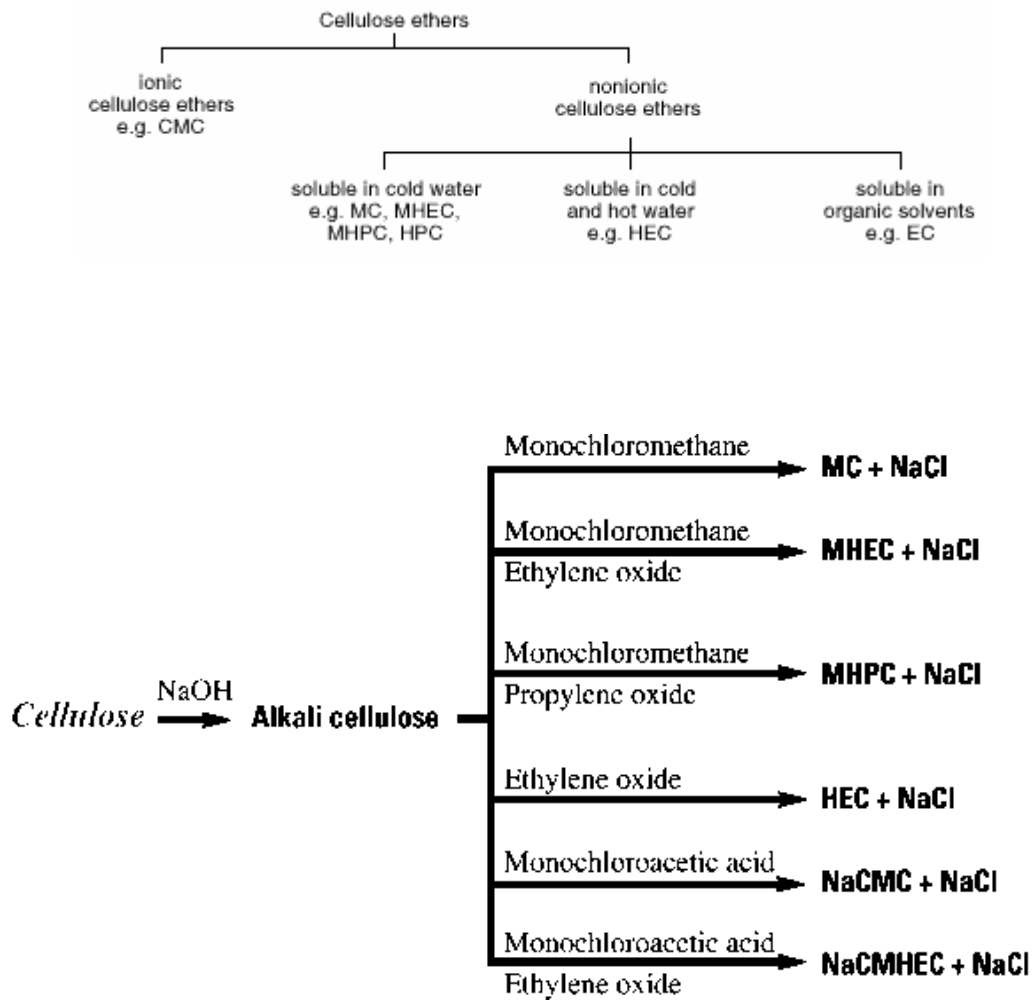 Cellulose ethers
ionic
cellulose ethers
e.g. CMC
nonionic
cellulose ethers
soluble in cold water
e.g. MC, MHEC,
MHPC, HPC
soluble in cold
and hot water
e.g. HEC
soluble in
organic solvents
e.g. EC
Monochloromethane
MC + NaCl
Monochloromethane
Ethylene oxide
MHEC + NaCl
Monochloromethane
Propylene oxide
MHPC + NaCl
Cellulose
NaOH
Alkali cellulose
Ethylene oxide
HEC + NaCl
Monochloroacetic acid
NaCMC + NaCl
Monochloroacetic acid
Ethylene oxide
NaCMHEC + NaCl